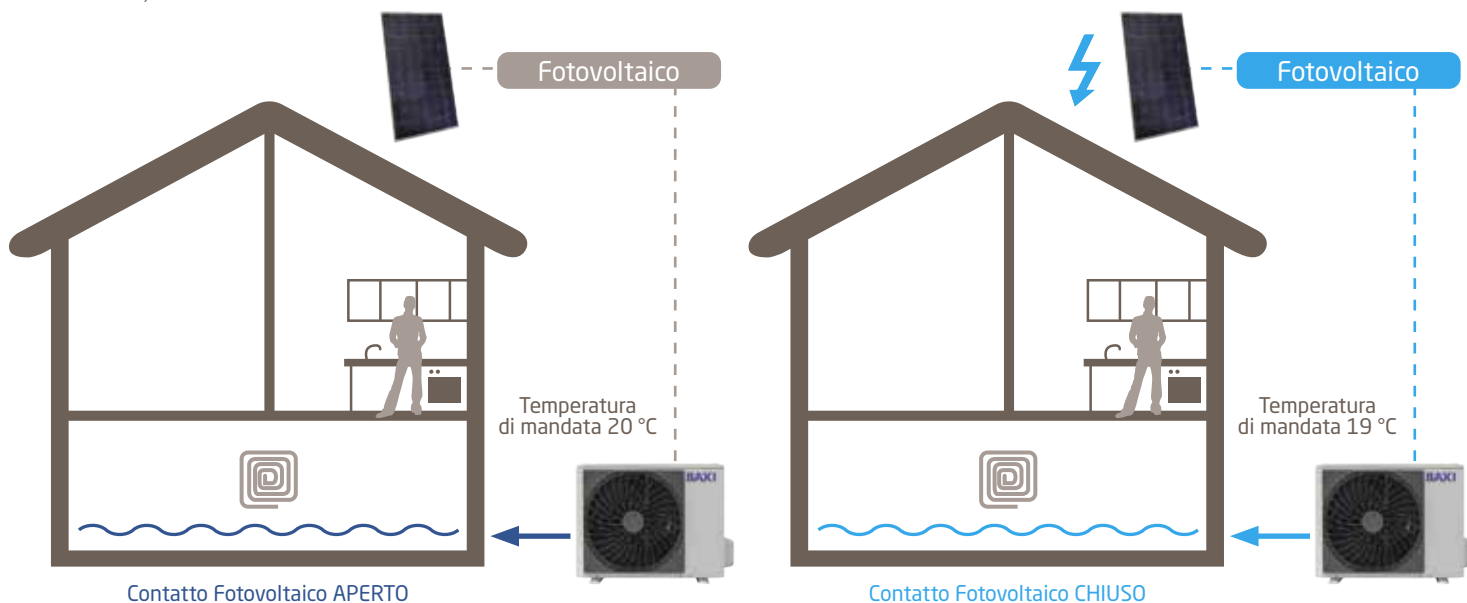 Fotovoltaico
Temperatura
di mandata 20 °C
BAXI
Contatto Fotovoltaico APERTO
Fotovoltaico
Temperatura
di mandata 19 °C
BAXI
Contatto Fotovoltaico CHIUSO